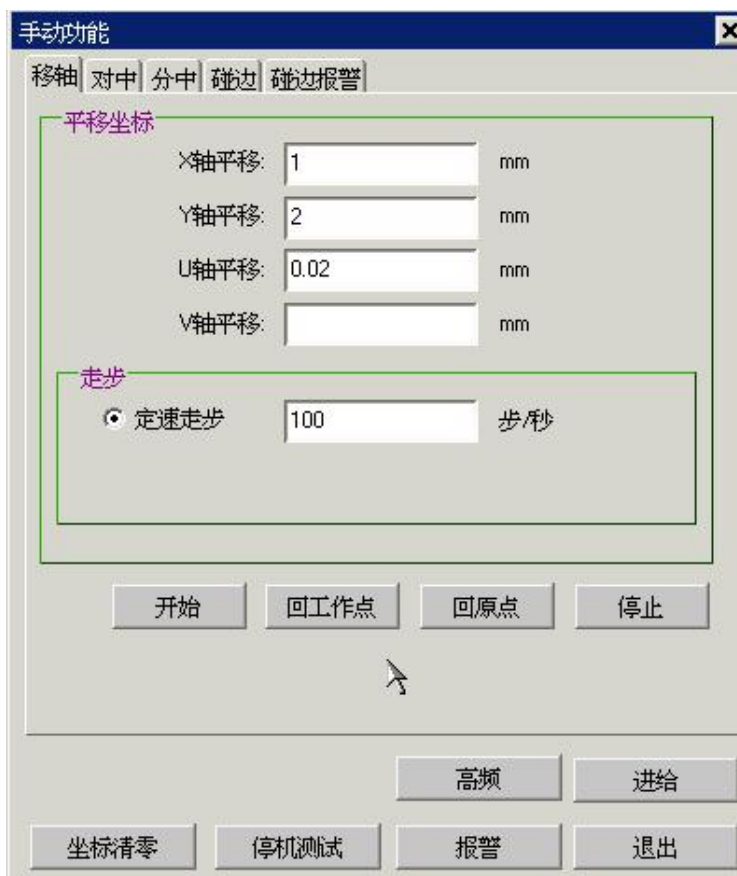 手动功能
移轴 对中 分中 碰边 碰边报警
平移坐标
X轴平移: 1 mm
Y轴平移: 2 mm
U轴平移: 0.02 mm
V轴平移: mm
走步
定速走步 100 步/秒
开始 回工作点 回原点 停止
高频 进给
坐标清零 停机测试 报警 退出